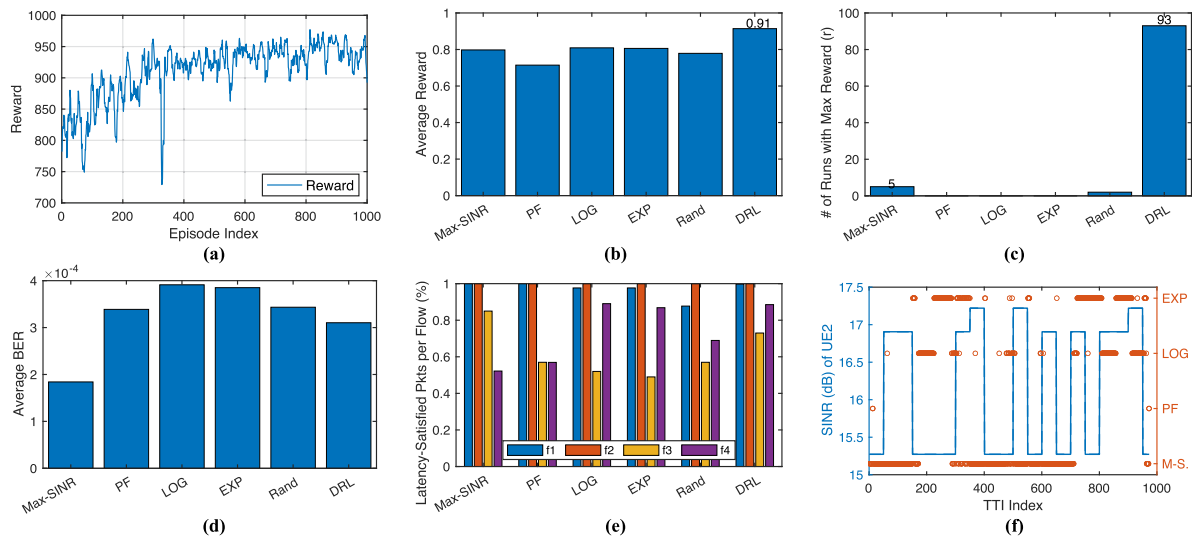 1000
950
900
850
800
750
700
Reward
Reward
0
200
400
600
800
1000
Episode Index
(a)
1
0.8
0.6
0.4
0.2
0
Average Reward
0.91
Max-SINR
PF
LOG
EXP
Rand
DRL
(b)
100
80
60
40
20
0
# of Runs with Max Reward (r)
5
93
Max-SINR
PF
LOG
EXP
Rand
DRL
(c)
×10-4
4
3
2
1
0
Average BER
Max-SINR
PF
LOG
EXP
Rand
DRL
(d)
1
0.8
0.6
0.4
0.2
0
Latency-Satisfied Pkts per Flow (%)
f1 f2 f3 f4
Max-SINR
PF
LOG
EXP
Rand
DRL
(e)
17.5
17
16.5
16
15.5
15
SINR (dB) of UE2
EXP
LOG
PF
M-S.
0
200
400
600
800
1000
TTI Index
(f)